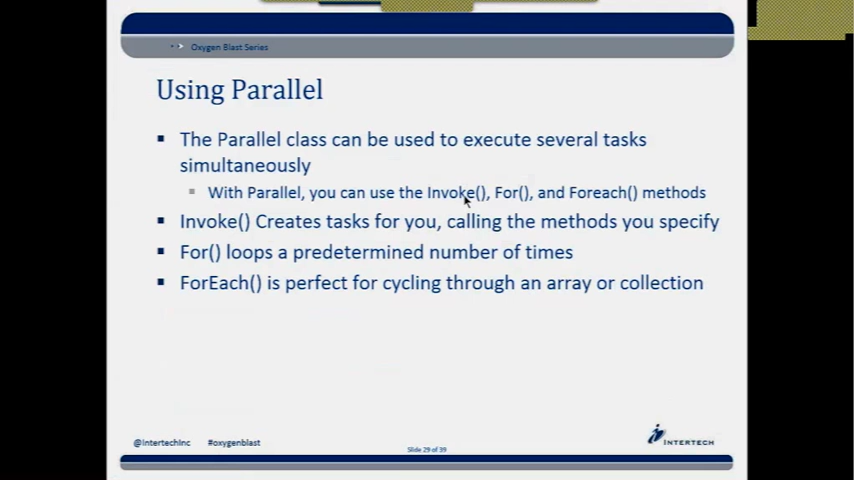 Oxygen Blast Series
Using Parallel
The Parallel class can be used to execute several tasks
simultaneously
With Parallel, you can use the Invoke(), For(), and Foreach() methods
Invoke() Creates tasks for you, calling the methods you specify
For() loops a predetermined number of times
ForEach() is perfect for cycling through an array or collection
@IntertechInc #oxygenblast
INTERTECH
Slide 29 of 39